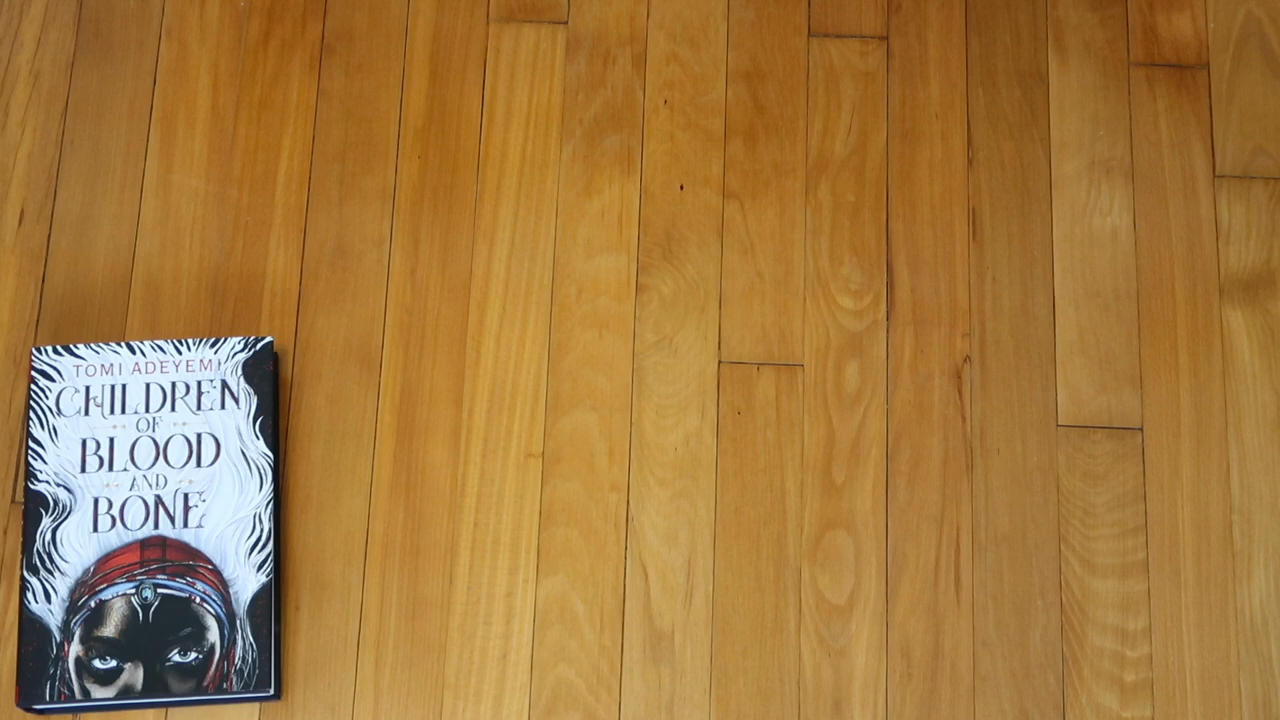 TOMI ADEYEMI
CHILDREN
OF
BLOOD
AND
BONE